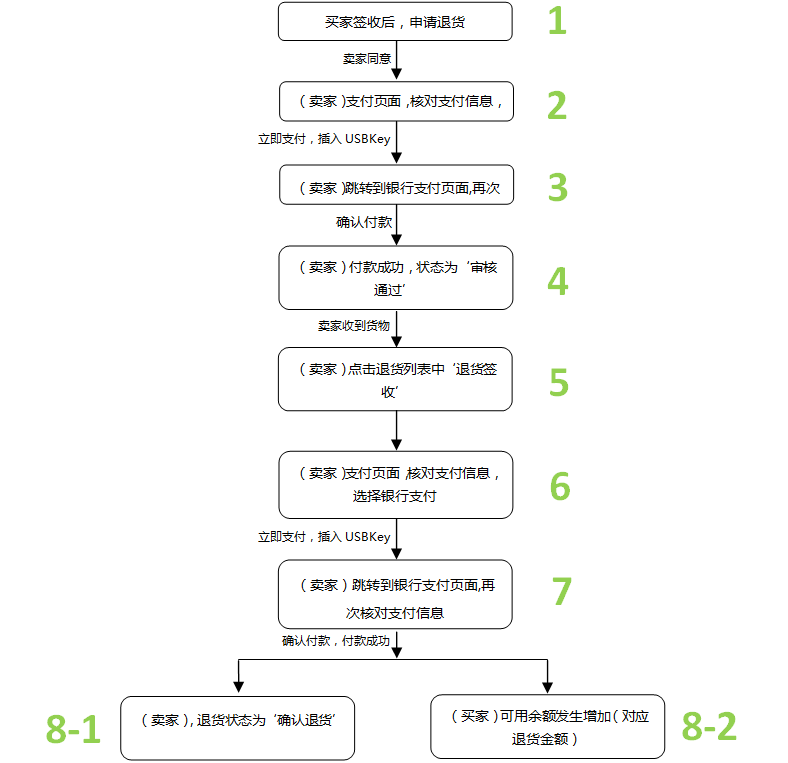 买家签收后，申请退货
1
卖家同意
（卖家）支付页面，核对支付信息，
2
立即支付，插入 USBKey
（卖家）跳转到银行支付页面,再次
3
确认付款
（卖家）付款成功，状态为‘审核
通过’
4
卖家收到货物
（卖家）点击退货列表中‘退货签
收’
5
（卖家）支付页面，核对支付信息，
选择银行支付
6
立即支付，插入 USBKey
（卖家）跳转到银行支付页面,再
次核对支付信息
7
确认付款，付款成功
8-1
（卖家）,退货状态为‘确认退货’
（买家）可用余额发生增加（对应
退货金额）
8-2